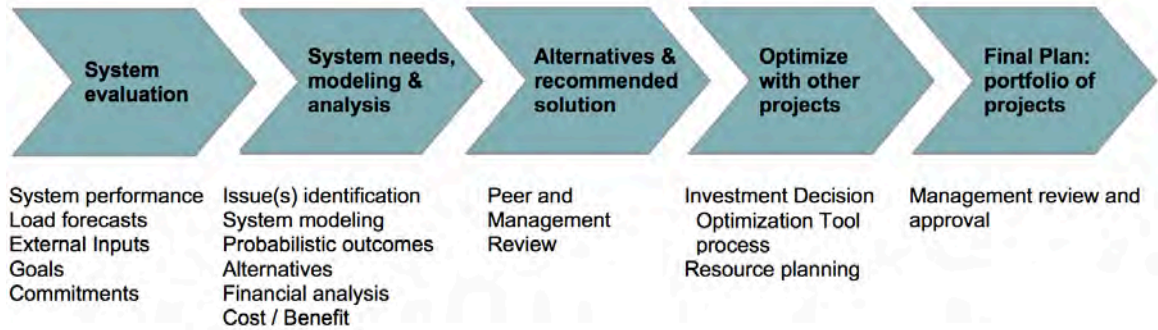 System
evaluation
System needs,
modeling &
analysis
Alternatives &
recommended
solution
Optimize
with other
projects
Final Plan:
portfolio of
projects
System performance
Load forecasts
External Inputs
Goals
Commitments
Issue(s) identification
System modeling
Probabilistic outcomes
Alternatives
Financial analysis
Cost / Benefit
Peer and
Management
Review
Investment Decision
Optimization Tool
process
Resource planning
Management review and
approval